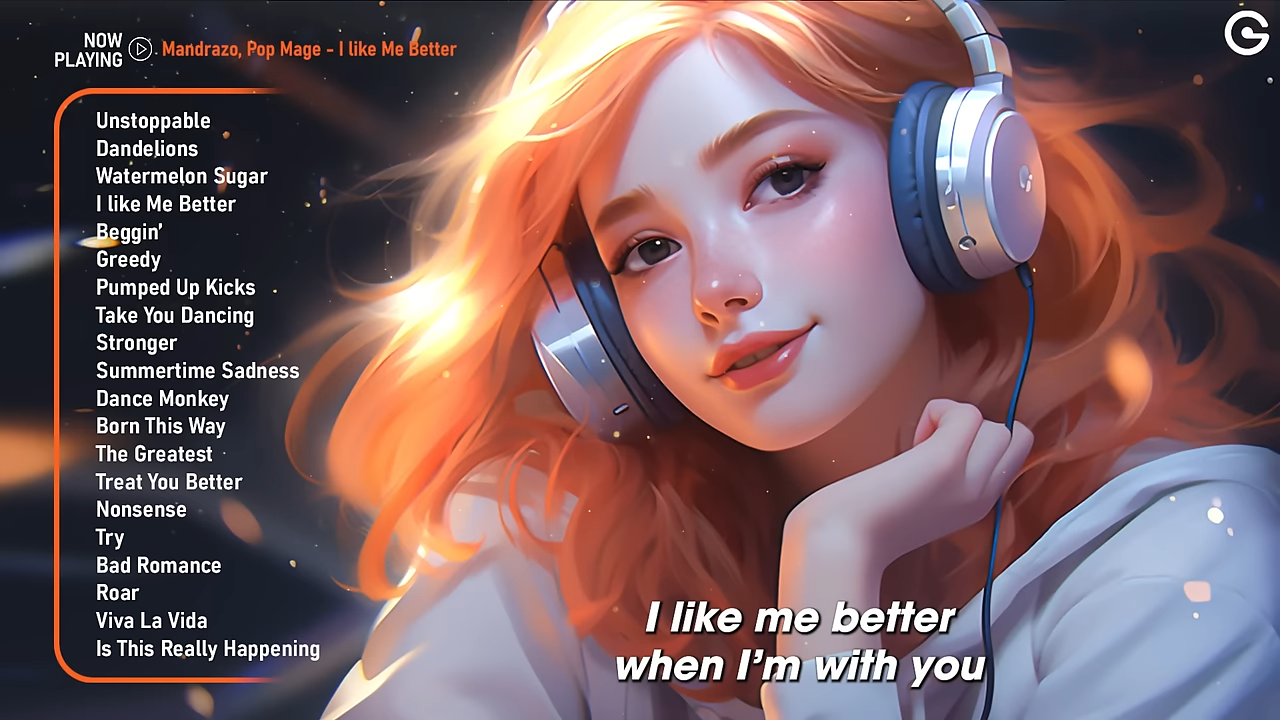 NOW
PLAYING
Mandrazo, Pop Mage - I like Me Better
Unstoppable
Dandelions
Watermelon Sugar
I like Me Better
Beggin'
Greedy
Pumped Up Kicks
Take You Dancing
Stronger
Summertime Sadness
Dance Monkey
Born This Way
The Greatest
Treat You Better
Nonsense
Try
Bad Romance
Roar
Viva La Vida
Is This Really Happening
I like me better
when I'm with you